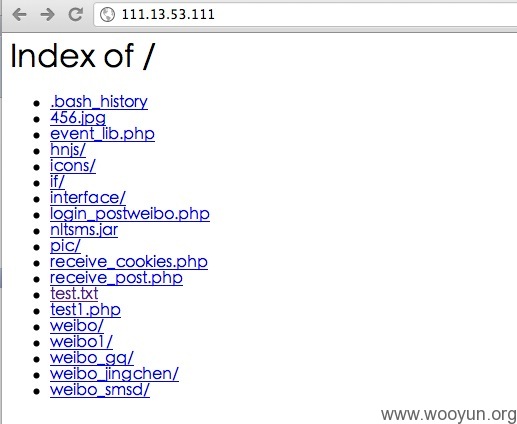 111.13.53.111
Index of /
.bash_history
456.jpg
event_lib.php
hnjs/
icons/
if/
interface/
login_postweibo.php
nltsms.jar
pic/
receive_cookies.php
receive_post.php
test.txt
test1.php
weibo/
weibo1/
weibo_gq/
weibo_jingchen/
weibo_smsd/
www.wooyun.org